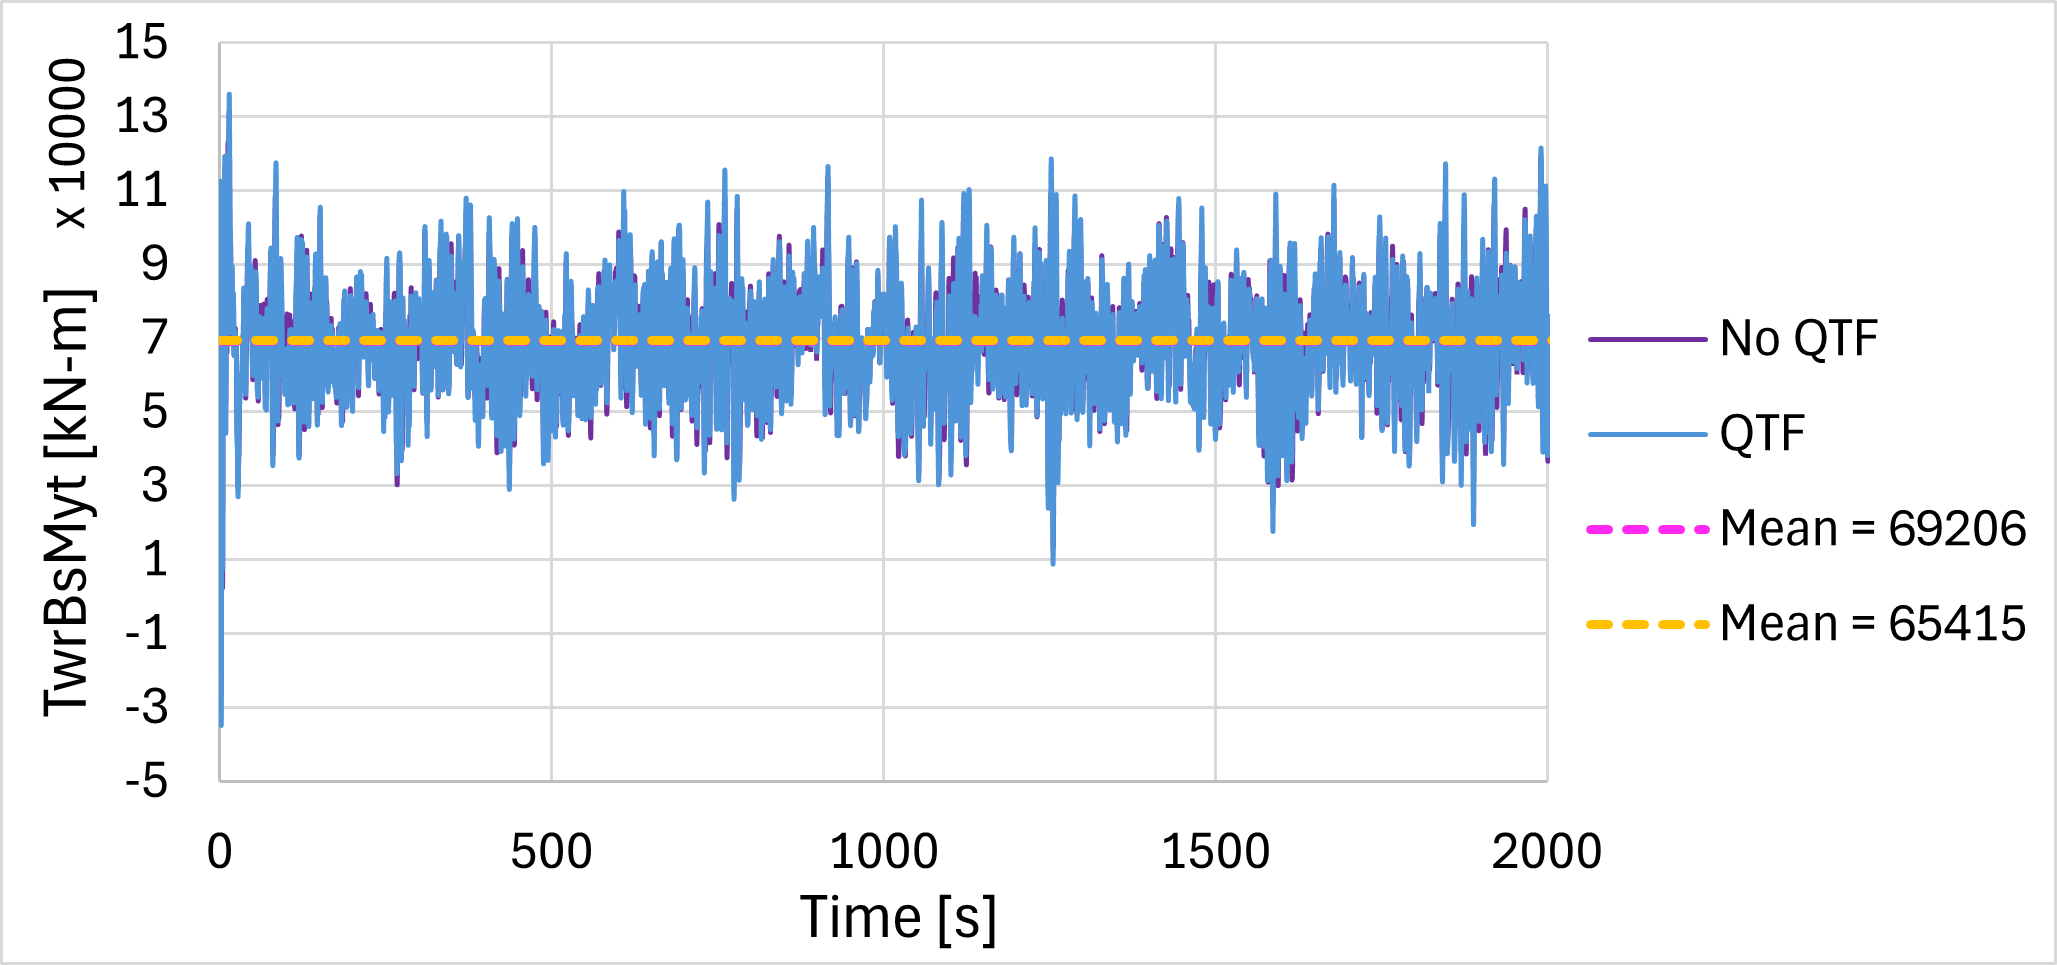 TwrBsMyt [kN-m] x 10000
15
13
11
9
7
5
3
1
-1
-3
-5
0 500 1000 1500 2000
Time [s]
No QTF
QTF
Mean = 69206
Mean = 65415